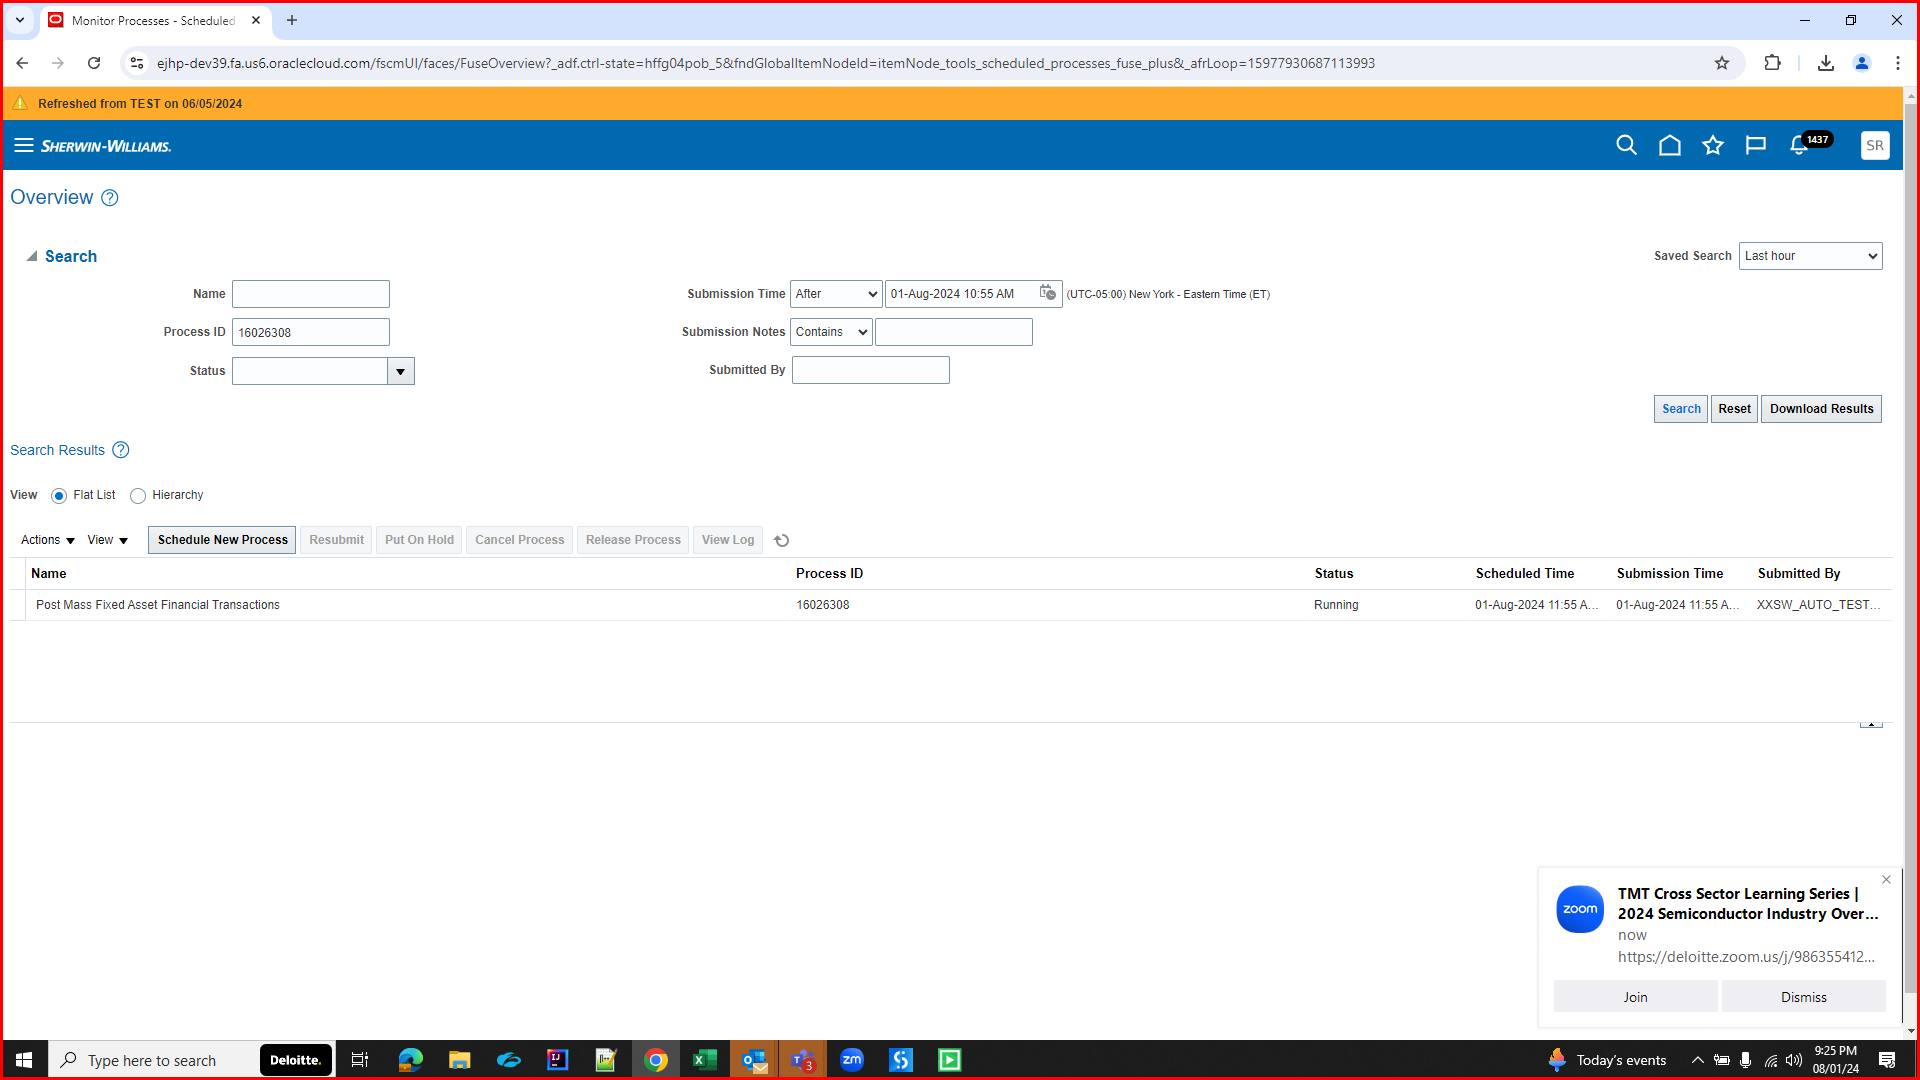 Monitor Processes - Scheduled
ejhp-dev39.fa.us6.oraclecloud.com/fscmUI/faces/FuseOverview?_adf.ctrl-state=hffg04pob_5&fndGlobalItemNodeId=itemNode_tools_scheduled_processes_fuse_plus&_afrLoop=15977930687113993
Refreshed from TEST on 06/05/2024
SHERWIN-WILLIAMS.
1437
SR
Overview
Search
Saved Search Last hour
Name
Submission Time After 01-Aug-2024 10:55 AM (UTC-05:00) New York - Eastern Time (ET)
Process ID 16026308
Submission Notes Contains
Status
Submitted By
Search Reset Download Results
Search Results
View Flat List Hierarchy
Actions View Schedule New Process Resubmit Put On Hold Cancel Process Release Process View Log
Name Process ID Status Scheduled Time Submission Time Submitted By
Post Mass Fixed Asset Financial Transactions 16026308 Running 01-Aug-2024 11:55 A... 01-Aug-2024 11:55 A... XXSW_AUTO_TEST...
zoom
TMT Cross Sector Learning Series |
2024 Semiconductor Industry Over...
now
https://deloitte.zoom.us/j/986355412...
Join Dismiss
Type here to search
Deloitte.
IJ
3
zm
Today's events
9:25 PM
08/01/24